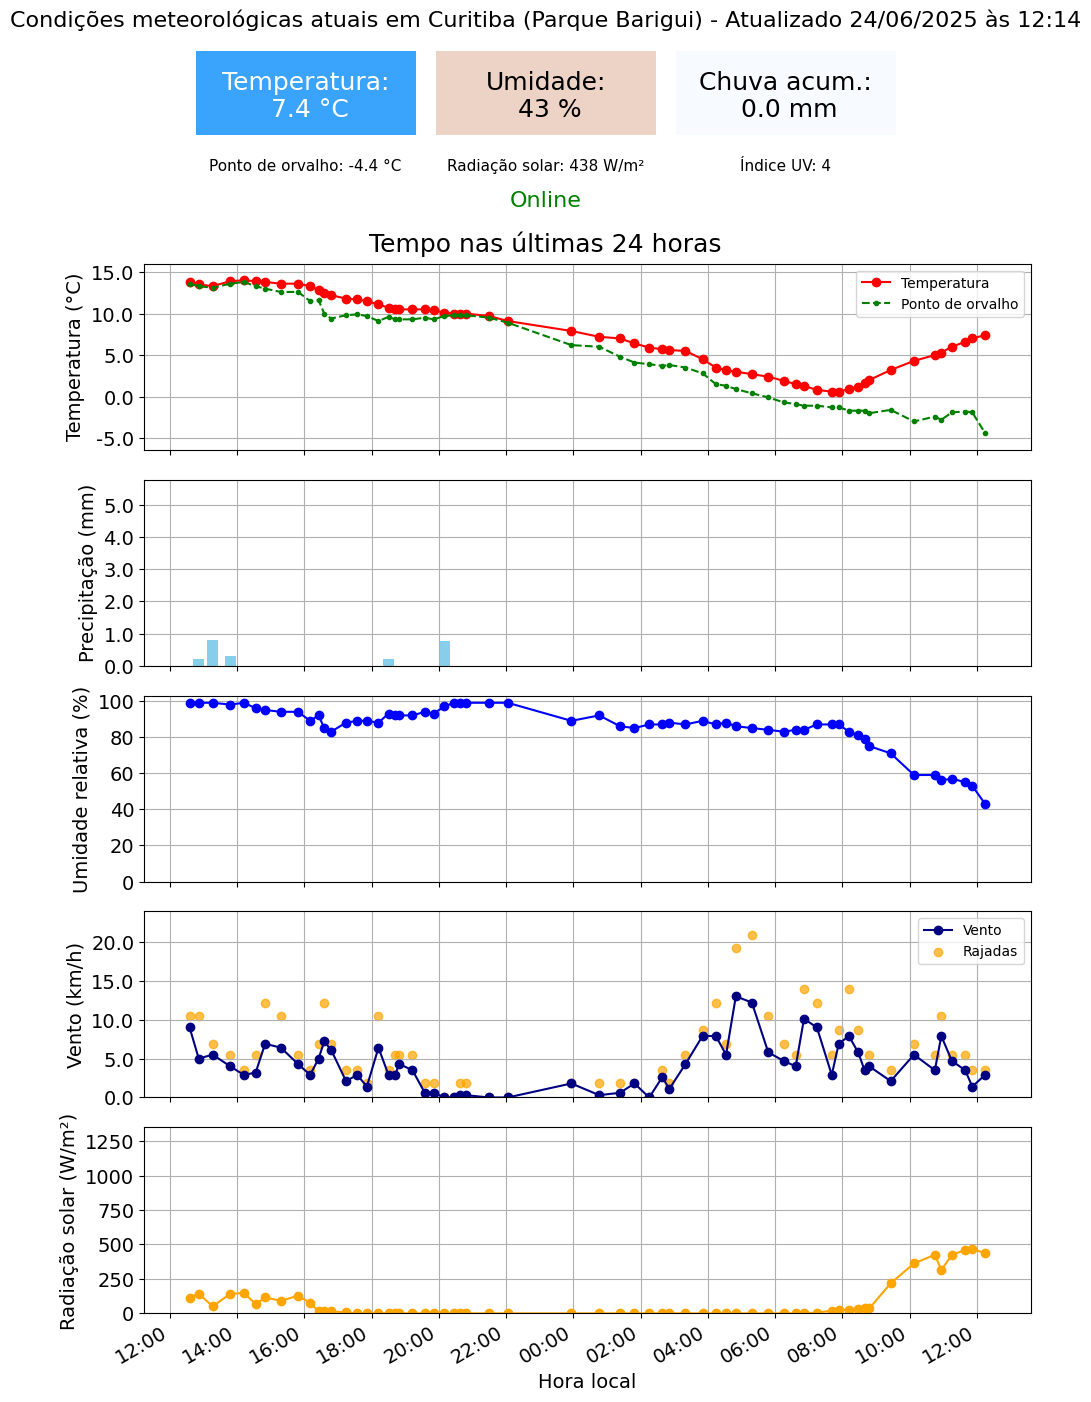 Condições meteorológicas atuais em Curitiba (Parque Barigui) - Atualizado 24/06/2025 às 12:14
Temperatura:
7.4 °C
Umidade:
43 %
Chuva acum.:
0.0 mm
Ponto de orvalho: -4.4 °C
Radiação solar: 438 W/m²
Índice UV: 4
Online
Tempo nas últimas 24 horas
Temperatura (°C)
15.0
10.0
5.0
0.0
-5.0
Temperatura
Ponto de orvalho
Precipitação (mm)
5.0
4.0
3.0
2.0
1.0
0.0
Umidade relativa (%)
100
80
60
40
20
0
Vento (km/h)
20.0
15.0
10.0
5.0
0.0
Vento
Rajadas
Radiação solar (W/m²)
1250
1000
750
500
250
0
12:00
14:00
16:00
18:00
20:00
22:00
00:00
02:00
04:00
06:00
08:00
10:00
12:00
Hora local